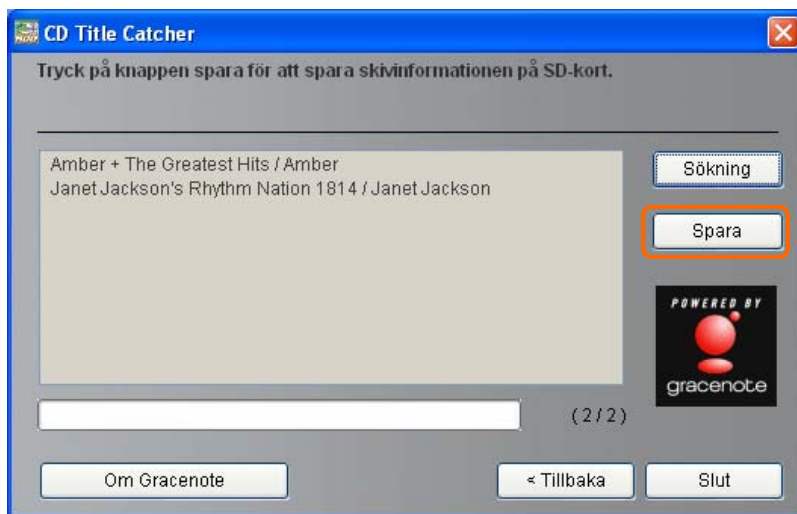 CD Title Catcher
Tryck på knappen spara för att spara skivinformationen på SD-kort.
Amber + The Greatest Hits / Amber
Janet Jackson's Rhythm Nation 1814 / Janet Jackson
Sökning
Spara
POWERED BY
gracenote
(2/2)
Om Gracenote
< Tillbaka
Slut